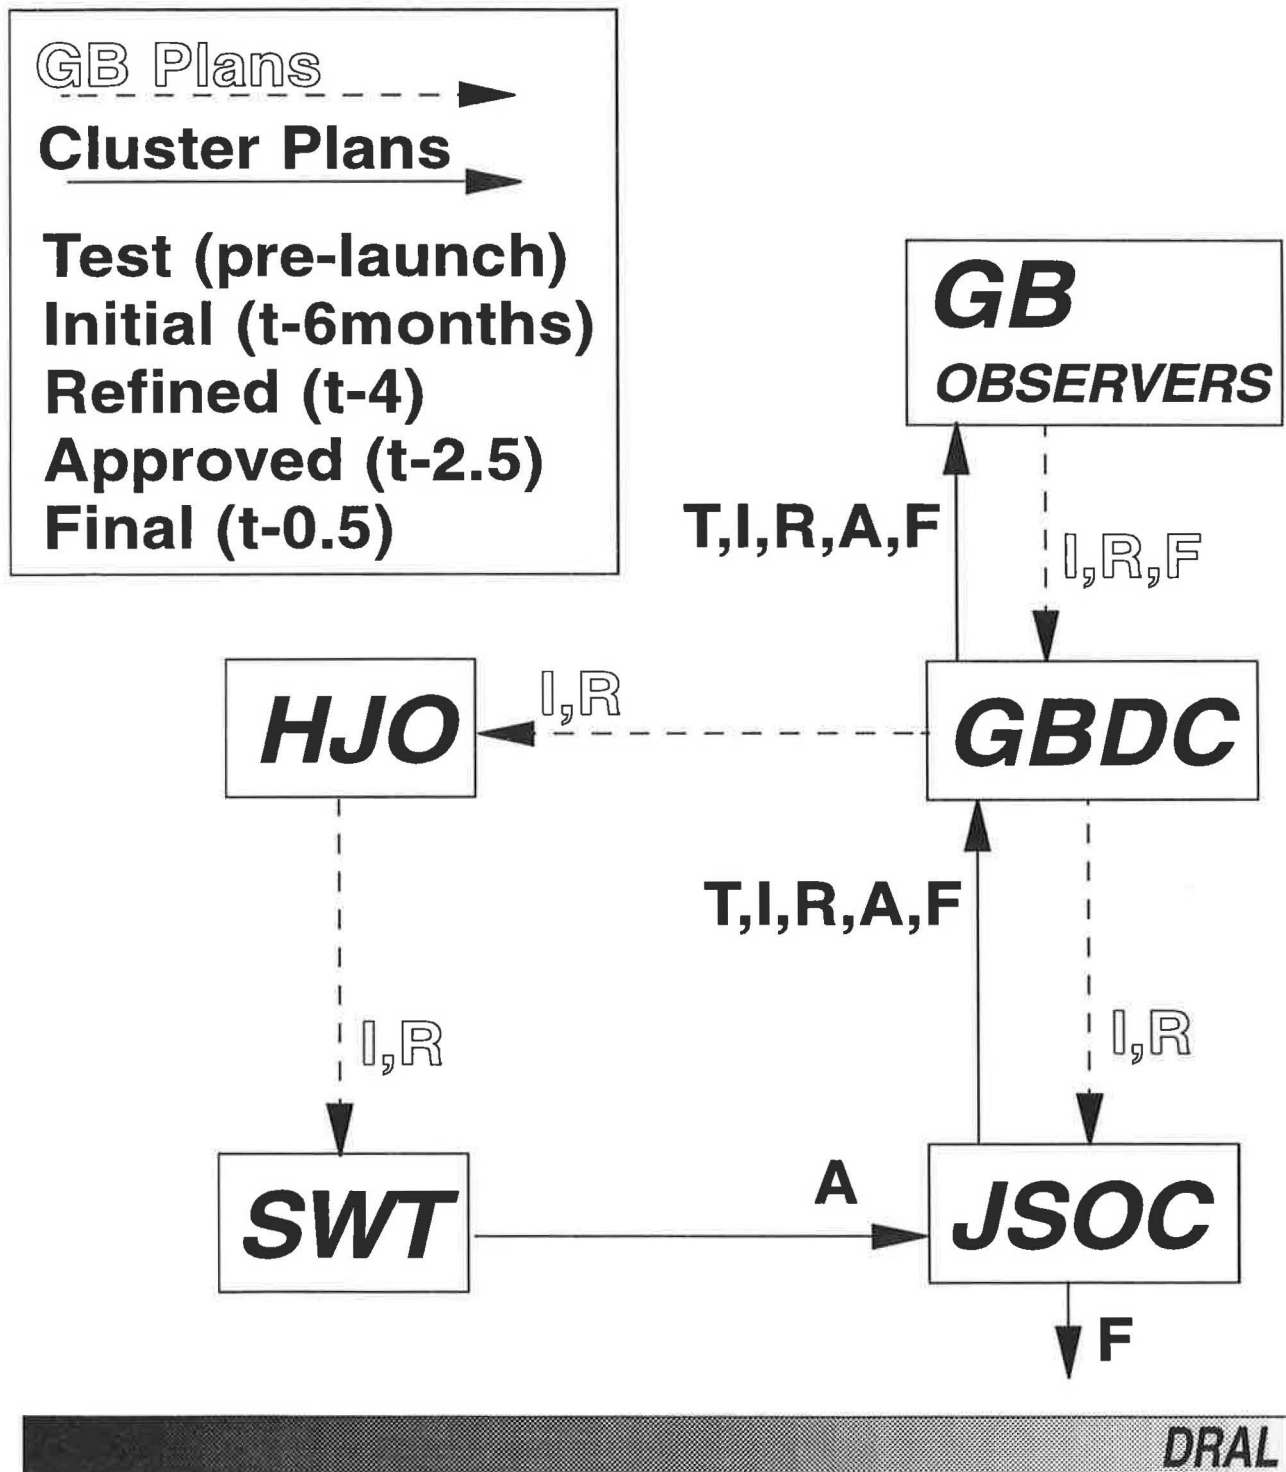 GB Plans
Cluster Plans
Test (pre-launch)
Initial (t-6months)
Refined (t-4)
Approved (t-2.5)
Final (t-0.5)
GB
OBSERVERS
T,I,R,A,F
I,R,F
HJO
I,R
GBDC
T,I,R,A,F
I,R
I,R
SWT
A
JSOC
F
DRAL